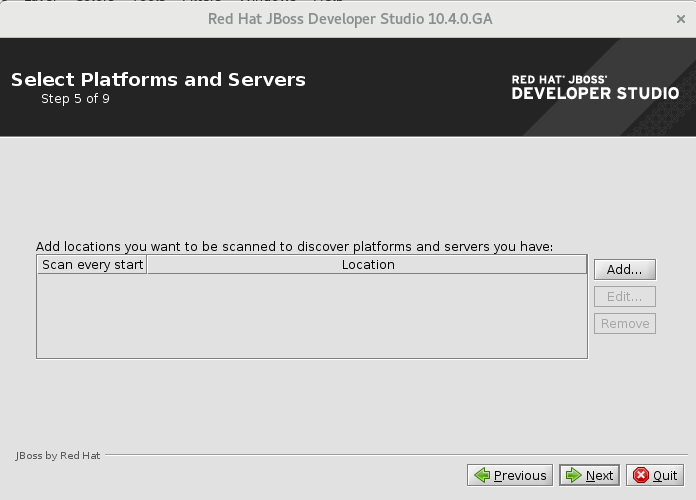 Red Hat JBoss Developer Studio 10.4.0.GA
Select Platforms and Servers
Step 5 of 9
RED HAT® JBOSS®
DEVELOPER STUDIO
Add locations you want to be scanned to discover platforms and servers you have:
Scan every start Location
Add...
Edit...
Remove
JBoss by Red Hat
Previous Next Quit